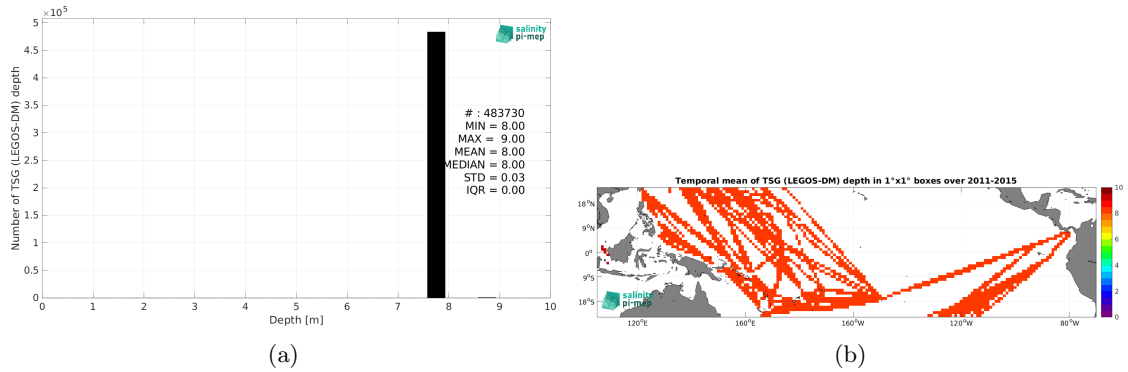 ×10⁵
5
4.5
4
3.5
3
2.5
2
1.5
1
0.5
0
Number of TSG (LEGOS-DM) depth
salinity
pi-mep
# : 483730
MIN = 8.00
MAX = 9.00
MEAN = 8.00
MEDIAN = 8.00
STD = 0.03
IQR = 0.00
0 1 2 3 4 5 6 7 8 9 10
Depth [m]
(a)
Temporal mean of TSG (LEGOS-DM) depth in 1°x1° boxes over 2011-2015
18°N
9°N
0°
9°S
18°S
salinity
pi-mep
120°E 160°E 160°W 120°W 80°W
10
8
6
4
2
0
(b)